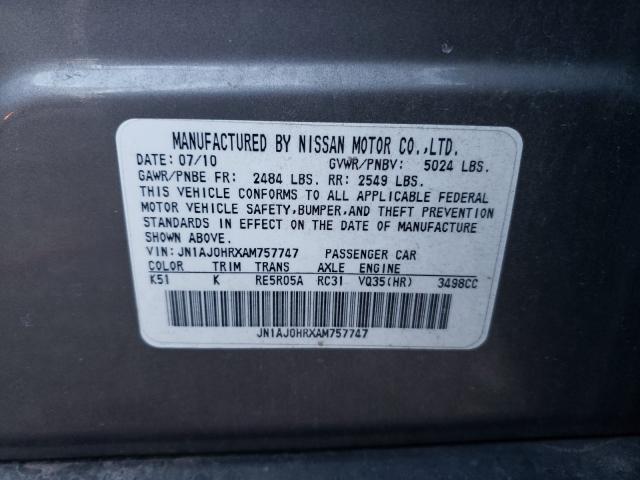 MANUFACTURED BY NISSAN MOTOR CO.,LTD.
DATE: 07/10 GVWR/PNBV: 5024 LBS.
GAWR/PNBE FR: 2484 LBS. RR: 2549 LBS.
THIS VEHICLE CONFORMS TO ALL APPLICABLE FEDERAL
MOTOR VEHICLE SAFETY,BUMPER,AND THEFT PREVENTION
STANDARDS IN EFFECT ON THE DATE OF MANUFACTURE
SHOWN ABOVE.
VIN: JN1AJ0HRXAM757747 PASSENGER CAR
COLOR TRIM TRANS AXLE ENGINE
K51 K RE5R05A RC31 VQ35(HR) 3498CC
JN1AJ0HRXAM757747